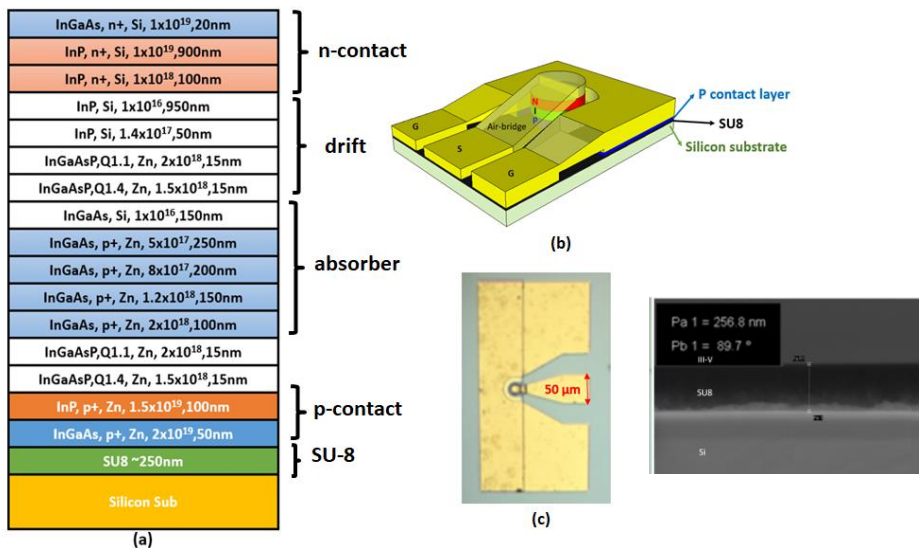 InGaAs, n+, Si, 1x10¹⁹,20nm
InP, n+, Si, 1x10¹⁹,900nm
InP, n+, Si, 1x10¹⁸,100nm
n-contact
InP, Si, 1x10¹⁶,950nm
InP, Si, 1.4x10¹⁷,50nm
InGaAsP,Q1.1, Zn, 2x10¹⁸,15nm
InGaAsP,Q1.4, Zn, 1.5x10¹⁸,15nm
drift
InGaAs, Si, 1x10¹⁶,150nm
InGaAs, p+, Zn, 5x10¹⁷,250nm
InGaAs, p+, Zn, 8x10¹⁷,200nm
InGaAs, p+, Zn, 1.2x10¹⁸,150nm
InGaAs, p+, Zn, 2x10¹⁸,100nm
absorber
InGaAsP,Q1.1, Zn, 2x10¹⁸,15nm
InGaAsP,Q1.4, Zn, 1.5x10¹⁸,15nm
InP, p+, Zn, 1.5x10¹⁹,100nm
InGaAs, p+, Zn, 2x10¹⁹,50nm
p-contact
SU8 ~250nm
SU-8
Silicon Sub
(a)
N
I
P
Air-bridge
G
S
G
P contact layer
SU8
Silicon substrate
(b)
50 µm
(c)
Pa 1 = 256.8 nm
Pb 1 = 89.7 °
III-V
SU8
Si